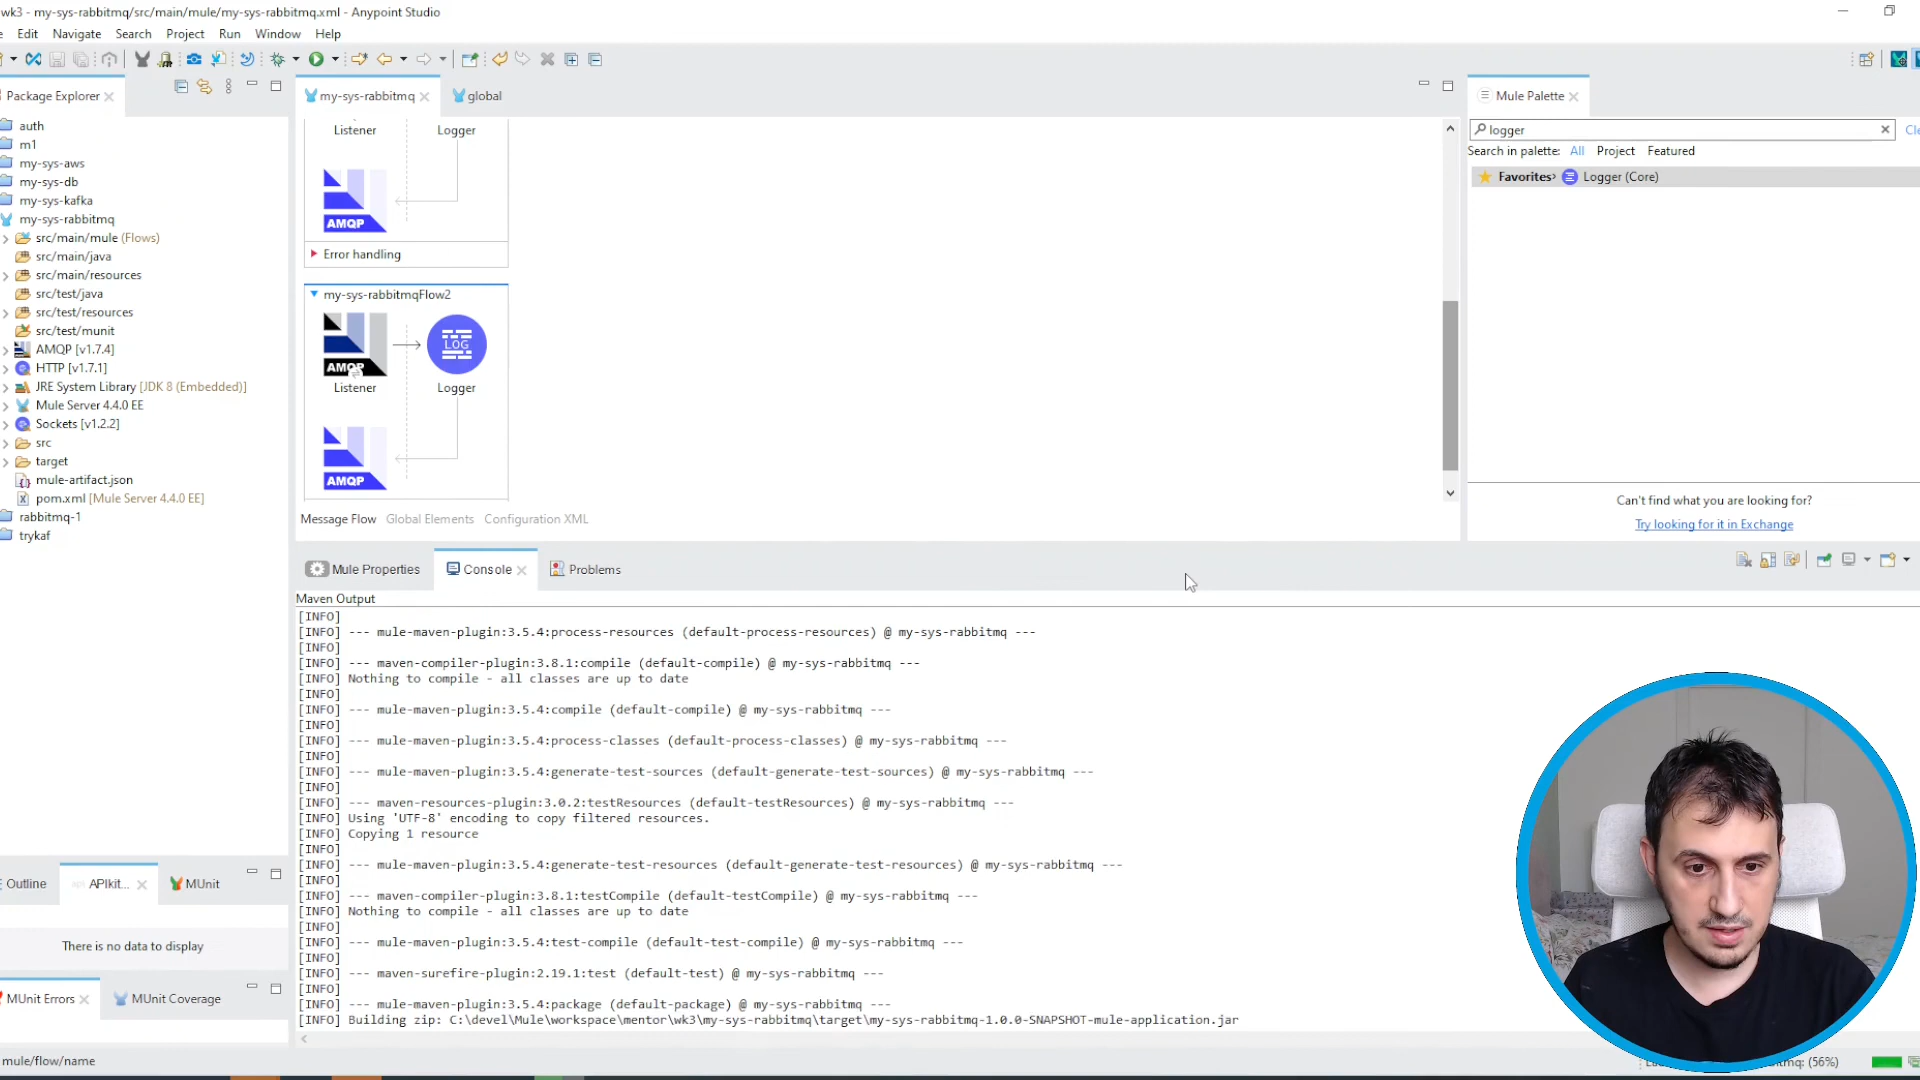 wk3 - my-sys-rabbitmq/src/main/mule/my-sys-rabbitmq.xml - Anypoint Studio
Edit Navigate Search Project Run Window Help
Package Explorer
my-sys-rabbitmq
global
Mule Palette
auth
m1
my-sys-aws
my-sys-db
my-sys-kafka
my-sys-rabbitmq
src/main/mule (Flows)
src/main/java
src/main/resources
src/test/java
src/test/resources
src/test/munit
AMQP [v1.7.4]
HTTP [v1.7.1]
JRE System Library [JDK 8 (Embedded)]
Mule Server 4.4.0 EE
Sockets [v1.2.2]
src
target
mule-artifact.json
pom.xml [Mule Server 4.4.0 EE]
rabbitmq-1
trykaf
Listener Logger
AMQP
Error handling
my-sys-rabbitmqFlow2
AMQP LOG
Listener Logger
AMQP
Message Flow Global Elements Configuration XML
logger
Search in palette: All Project Featured
Favorites Logger (Core)
Can't find what you are looking for?
Try looking for it in Exchange
Mule Properties Console Problems
Maven Output
[INFO]
[INFO] --- mule-maven-plugin:3.5.4:process-resources (default-process-resources) @ my-sys-rabbitmq ---
[INFO]
[INFO] --- maven-compiler-plugin:3.8.1:compile (default-compile) @ my-sys-rabbitmq ---
[INFO] Nothing to compile - all classes are up to date
[INFO]
[INFO] --- mule-maven-plugin:3.5.4:compile (default-compile) @ my-sys-rabbitmq ---
[INFO]
[INFO] --- mule-maven-plugin:3.5.4:process-classes (default-process-classes) @ my-sys-rabbitmq ---
[INFO]
[INFO] --- mule-maven-plugin:3.5.4:generate-test-sources (default-generate-test-sources) @ my-sys-rabbitmq ---
[INFO]
[INFO] --- maven-resources-plugin:3.0.2:testResources (default-testResources) @ my-sys-rabbitmq ---
[INFO] Using 'UTF-8' encoding to copy filtered resources.
[INFO] Copying 1 resource
[INFO]
[INFO] --- mule-maven-plugin:3.5.4:generate-test-resources (default-generate-test-resources) @ my-sys-rabbitmq ---
[INFO]
[INFO] --- maven-compiler-plugin:3.8.1:testCompile (default-testCompile) @ my-sys-rabbitmq ---
[INFO] Nothing to compile - all classes are up to date
[INFO]
[INFO] --- mule-maven-plugin:3.5.4:test-compile (default-test-compile) @ my-sys-rabbitmq ---
[INFO]
[INFO] --- maven-surefire-plugin:2.19.1:test (default-test) @ my-sys-rabbitmq ---
[INFO]
[INFO] --- mule-maven-plugin:3.5.4:package (default-package) @ my-sys-rabbitmq ---
[INFO] Building zip: C:\devel\Mule\workspace\mentor\wk3\my-sys-rabbitmq\target\my-sys-rabbitmq-1.0.0-SNAPSHOT-mule-application.jar
Outline APIkit... MUnit
There is no data to display
MUnit Errors MUnit Coverage
mule/flow/name
(56%)